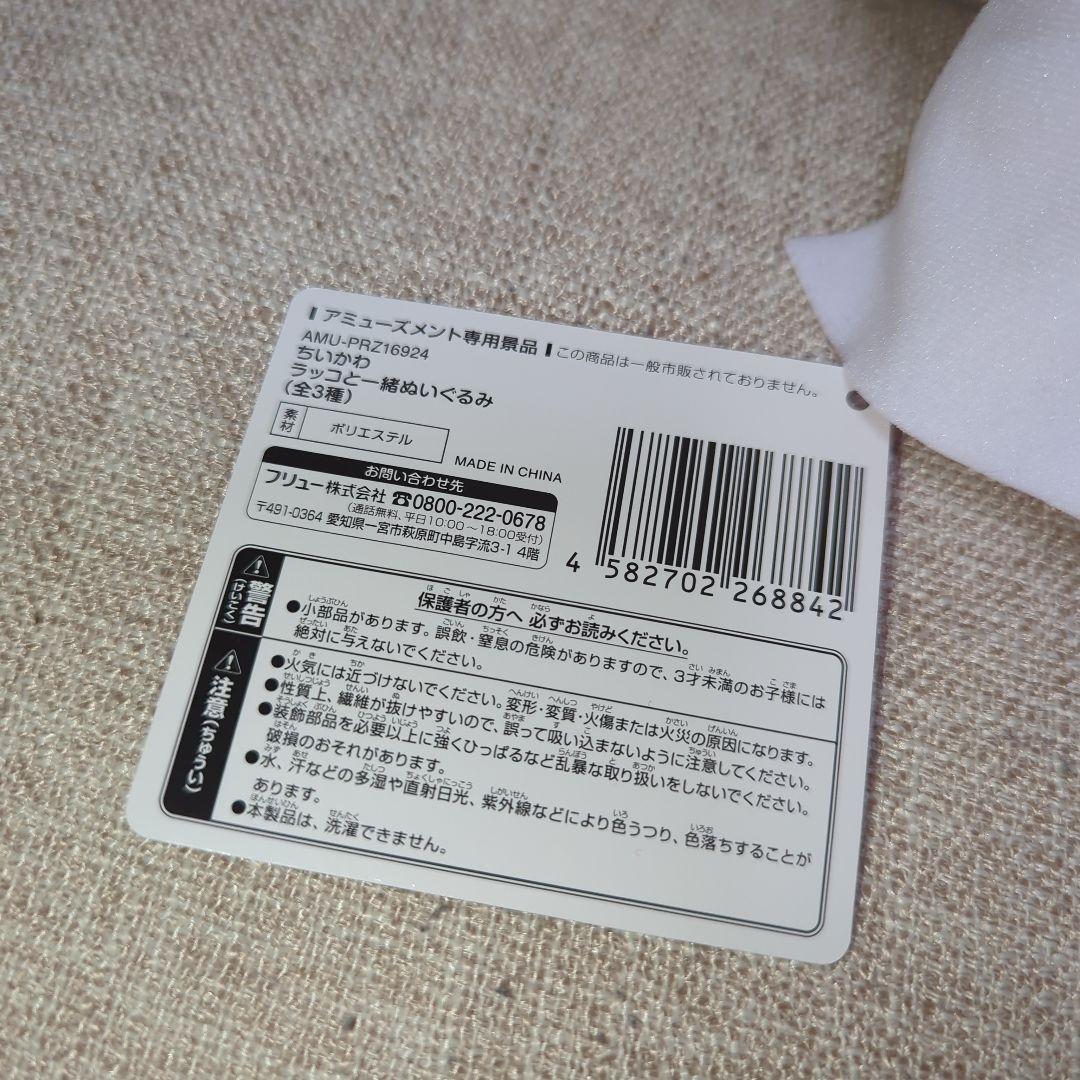 アミューズメント専用景品 この商品は一般市販されておりません。
AMU-PRZ16924
ちいかわ
ラッコと一緒ぬいぐるみ
(全3種)
素材 ポリエステル
MADE IN CHINA
お問い合わせ先
フリュー株式会社 ☎0800-222-0678
(通話無料、平日10:00〜18:00受付)
〒491-0364 愛知県一宮市萩原町中島字流3-1 4階
4 582702 268842
⚠警告(けいこく)
保護者の方へ 必ずお読みください。
●小部品があります。誤飲・窒息の危険がありますので、3才未満のお子様には
絶対に与えないでください。
⚠注意(ちゅうい)
●火気には近づけないでください。変形・変質・火傷または火災の原因になります。
●性質上、繊維が抜けやすいので、誤って吸い込まないように注意してください。
●装飾部品を必要以上に強くひっぱるなど乱暴な取り扱いをしないでください。
破損のおそれがあります。
●水、汗などの多湿や直射日光、紫外線などにより色うつり、色落ちすることが
あります。
●本製品は、洗濯できません。